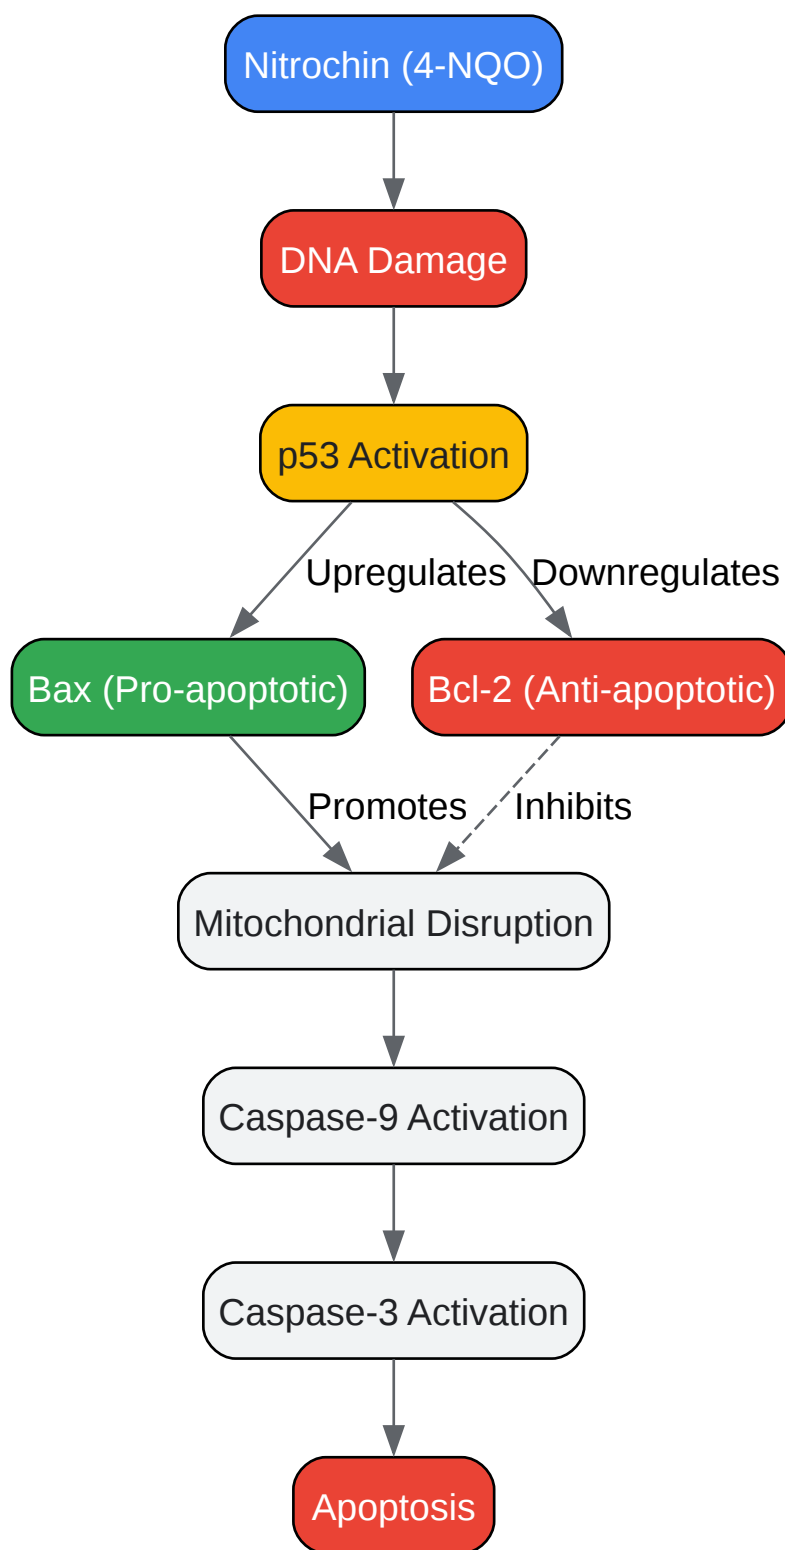 Nitrochin (4-NQO)
DNA Damage
p53 Activation
Upregulates
Downregulates
Bax (Pro-apoptotic)
Bcl-2 (Anti-apoptotic)
Promotes
Inhibits
Mitochondrial Disruption
Caspase-9 Activation
Caspase-3 Activation
Apoptosis